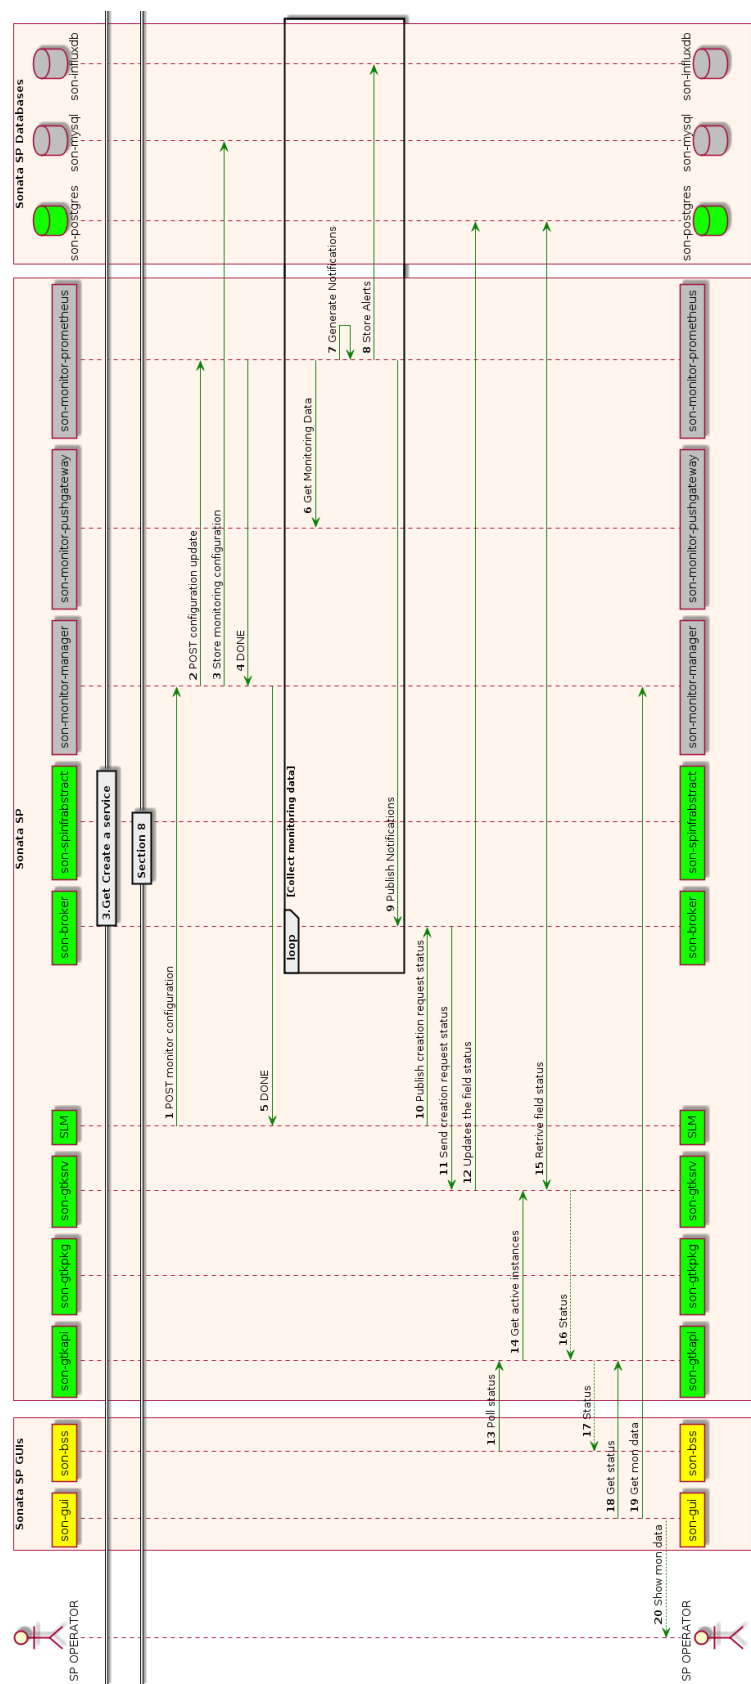 Sonata SP GUIs
Sonata SP
Sonata SP Databases
SP OPERATOR
son-gui
son-bss
son-gtkapi
son-gtkpkg
son-gtksrv
SLM
son-broker
son-spinfrabstract
son-monitor-manager
son-monitor-pushgateway
son-monitor-prometheus
son-postgres
son-mysql
son-influxdb
3.Get Create a service
Section 8
1 POST monitor configuration
2 POST configuration update
3 Store monitoring configuration
4 DONE
5 DONE
loop
[Collect monitoring data]
6 Get Monitoring Data
7 Generate Notifications
8 Store Alerts
9 Publish Notifications
10 Publish creation request status
11 Send creation request status
12 Updates the field status
13 Poll status
14 Get active instances
15 Retrive field status
16 Status
17 Status
18 Get status
19 Get mon data
20 Show mon data
SP OPERATOR
son-gui
son-bss
son-gtkapi
son-gtkpkg
son-gtksrv
SLM
son-broker
son-spinfrabstract
son-monitor-manager
son-monitor-pushgateway
son-monitor-prometheus
son-postgres
son-mysql
son-influxdb